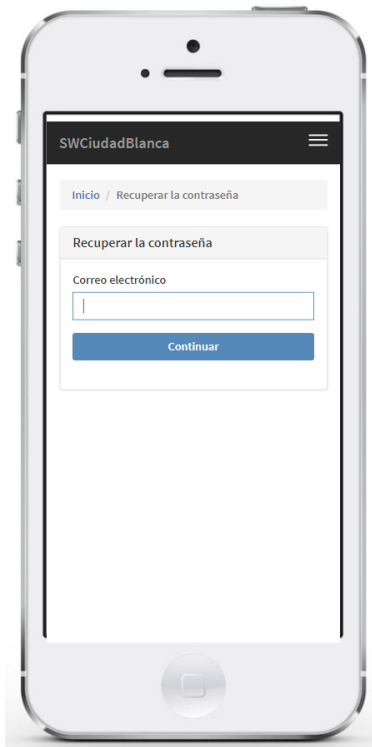 SWCiudadBlanca
Inicio / Recuperar la contraseña
Recuperar la contraseña
Correo electrónico
Continuar